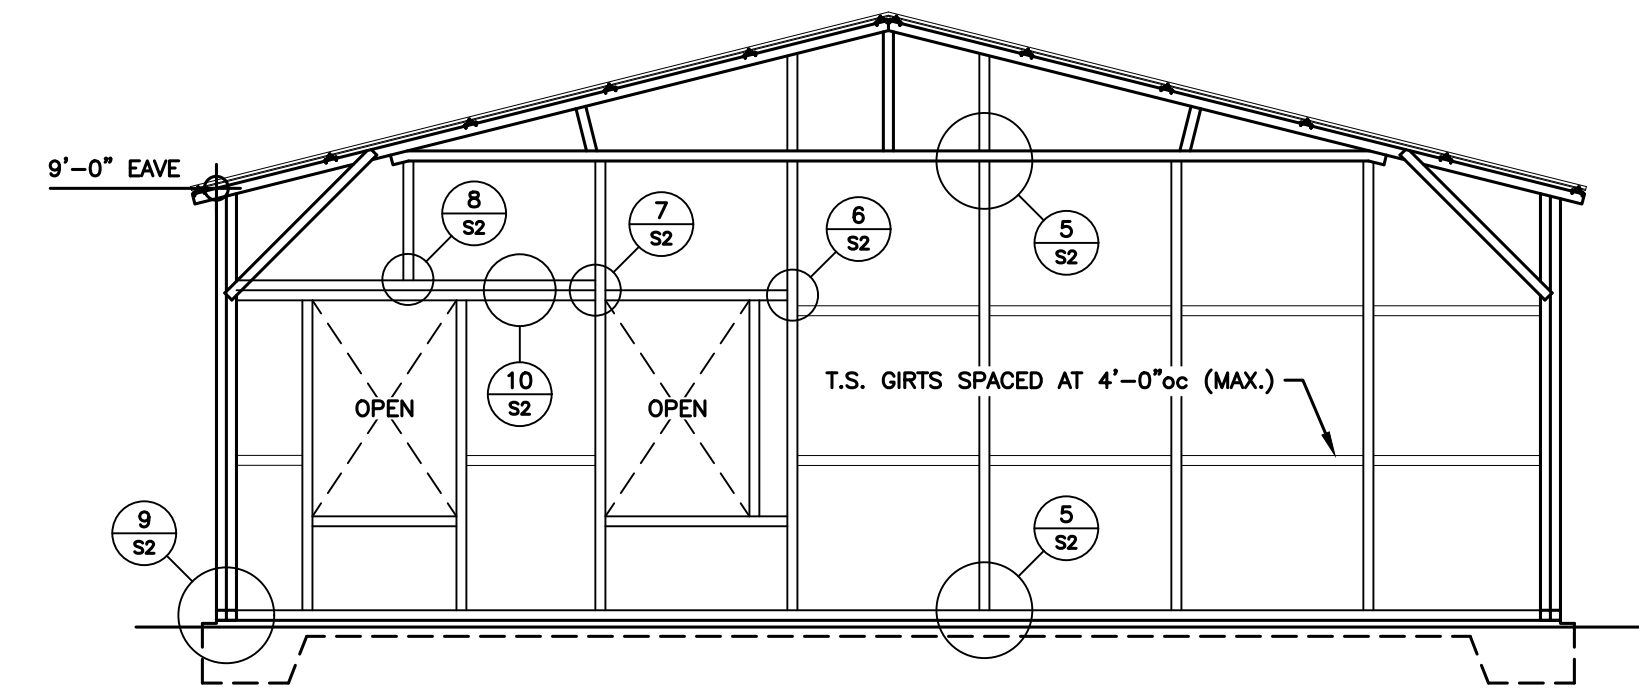 9'-0" EAVE
8
S2
7
S2
6
S2
5
S2
10
S2
T.S. GIRTS SPACED AT 4'-0"oc (MAX.)
OPEN
OPEN
9
S2
5
S2